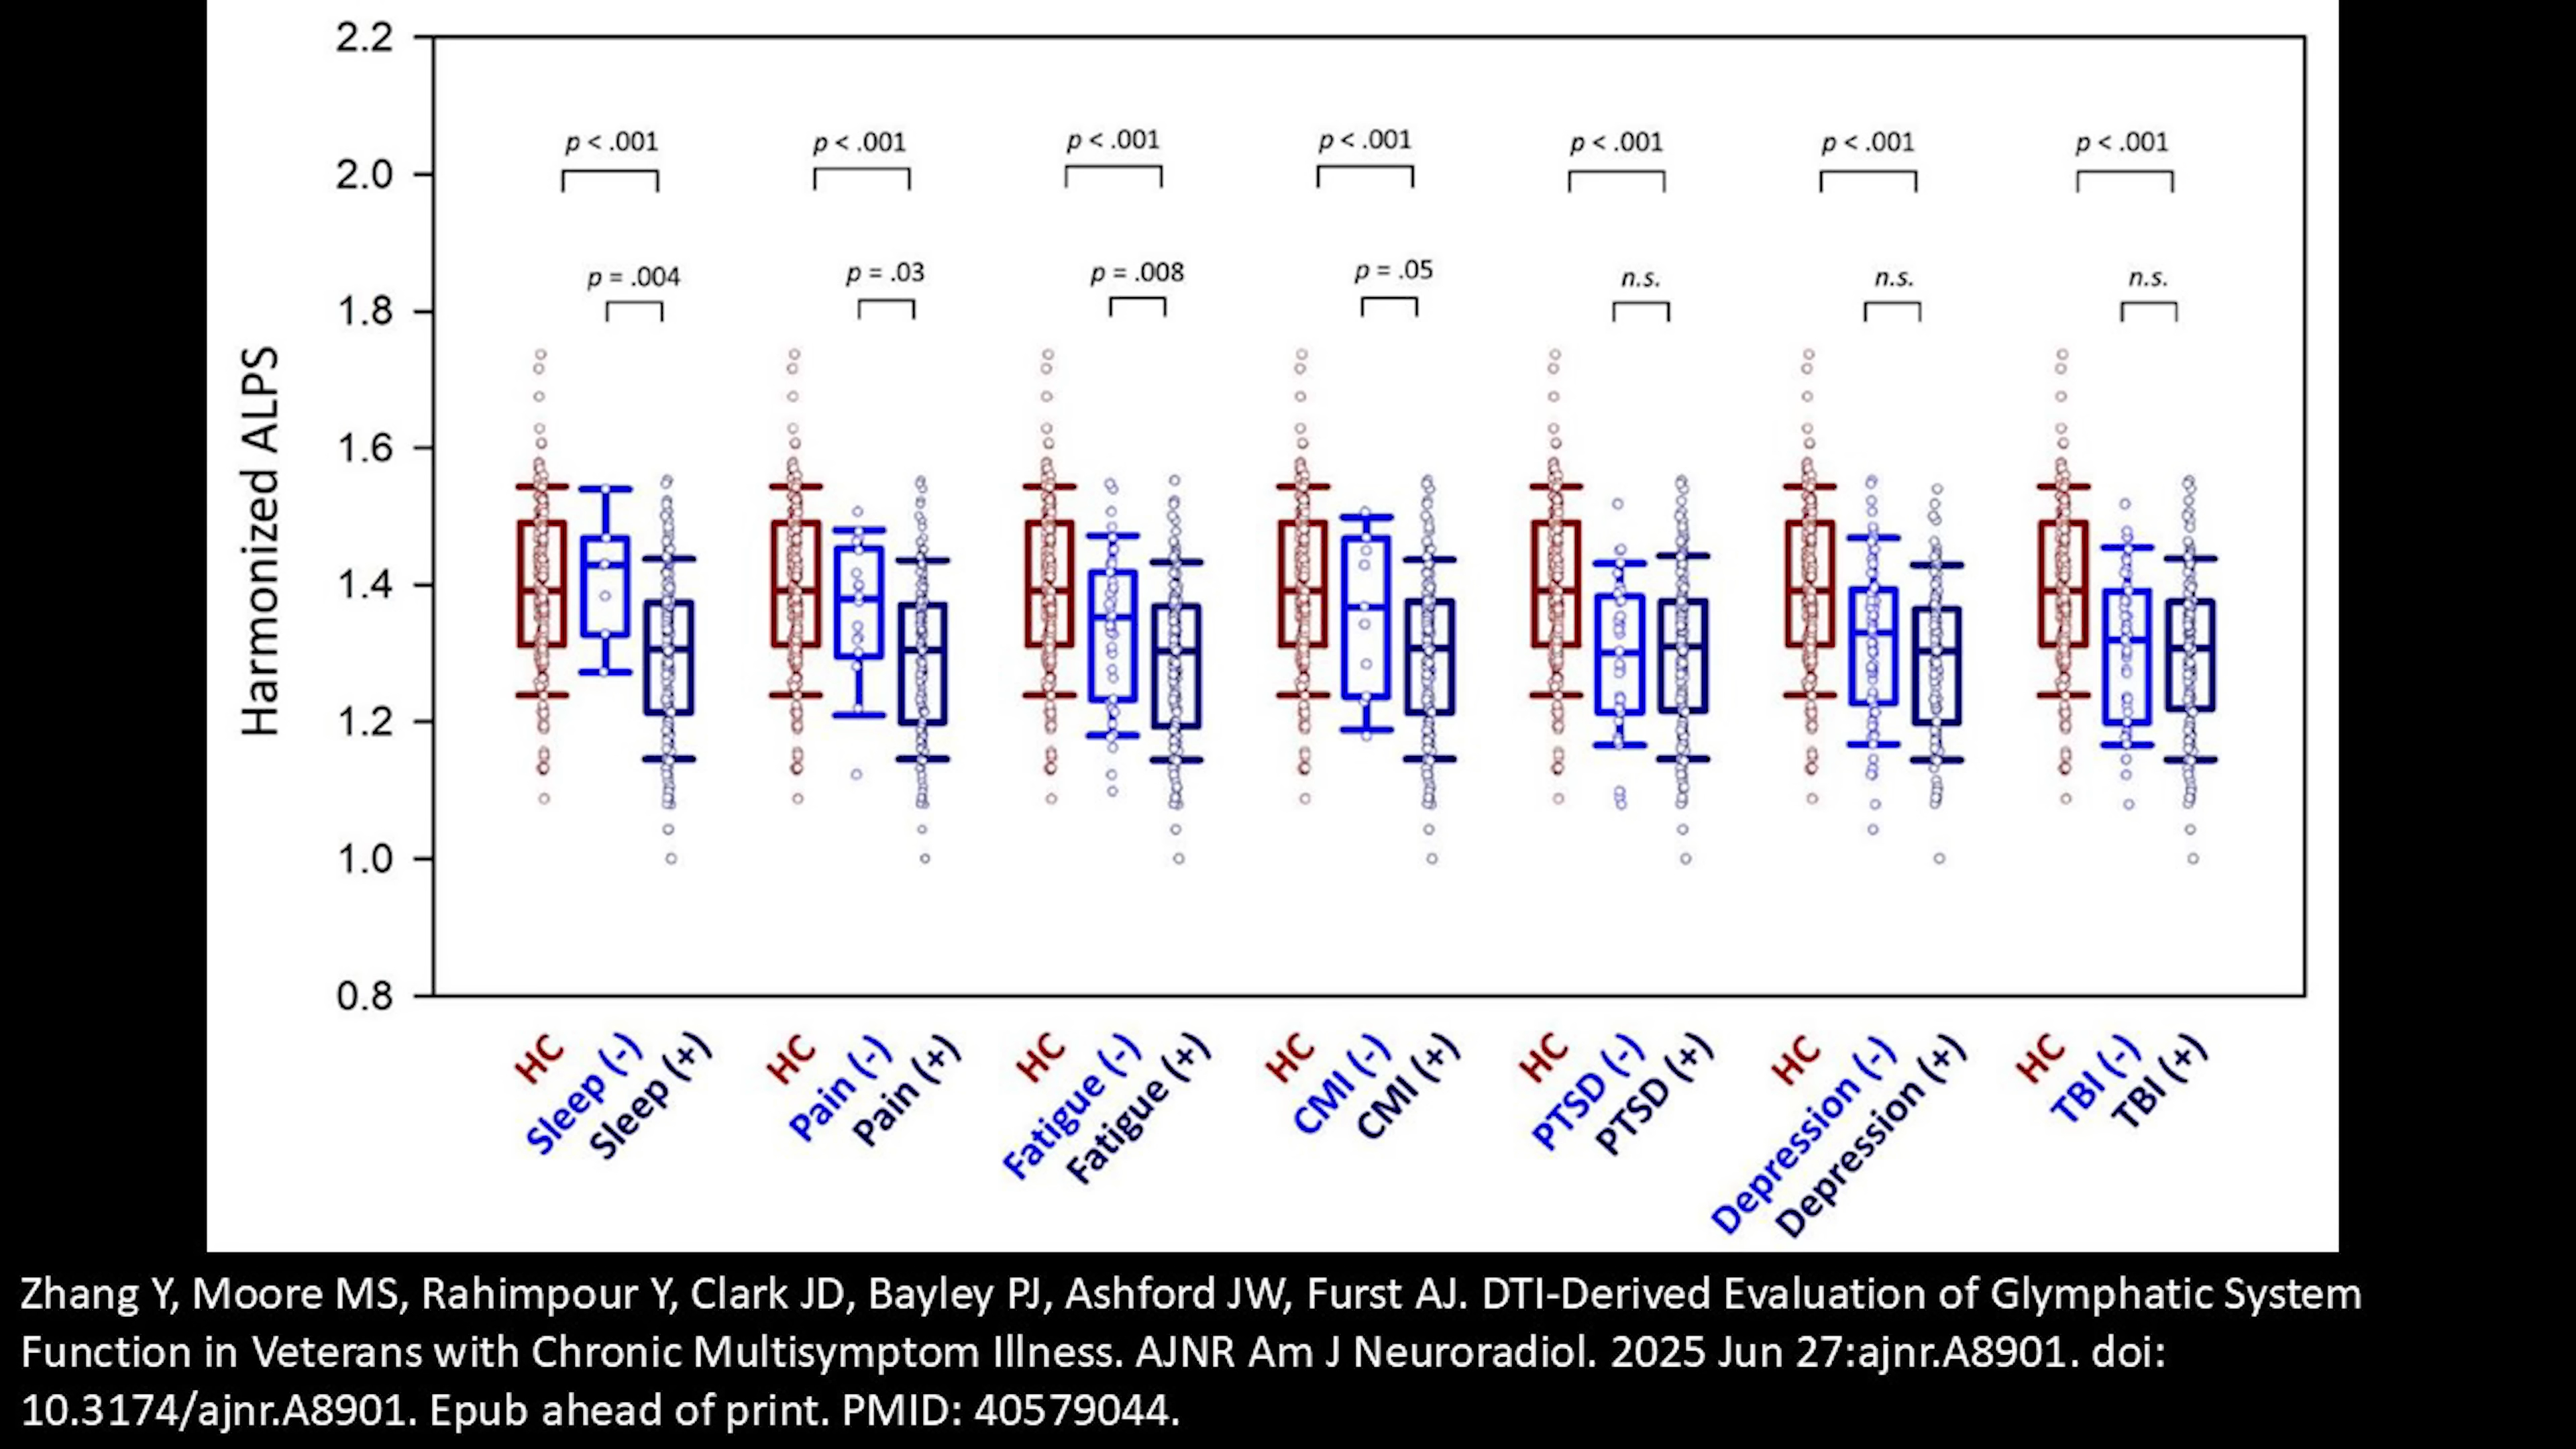 2.2
2.0
1.8
1.6
1.4
1.2
1.0
0.8
Harmonized ALPS
p < .001
p < .001
p < .001
p < .001
p < .001
p < .001
p < .001
p = .004
p = .03
p = .008
p = .05
n.s.
n.s.
n.s.
HC
Sleep (-)
Sleep (+)
HC
Pain (-)
Pain (+)
HC
Fatigue (-)
Fatigue (+)
HC
CMI (-)
CMI (+)
HC
PTSD (-)
PTSD (+)
HC
Depression (-)
Depression (+)
HC
TBI (-)
TBI (+)
Zhang Y, Moore MS, Rahimpour Y, Clark JD, Bayley PJ, Ashford JW, Furst AJ. DTI-Derived Evaluation of Glymphatic System
Function in Veterans with Chronic Multisymptom Illness. AJNR Am J Neuroradiol. 2025 Jun 27:ajnr.A8901. doi:
10.3174/ajnr.A8901. Epub ahead of print. PMID: 40579044.